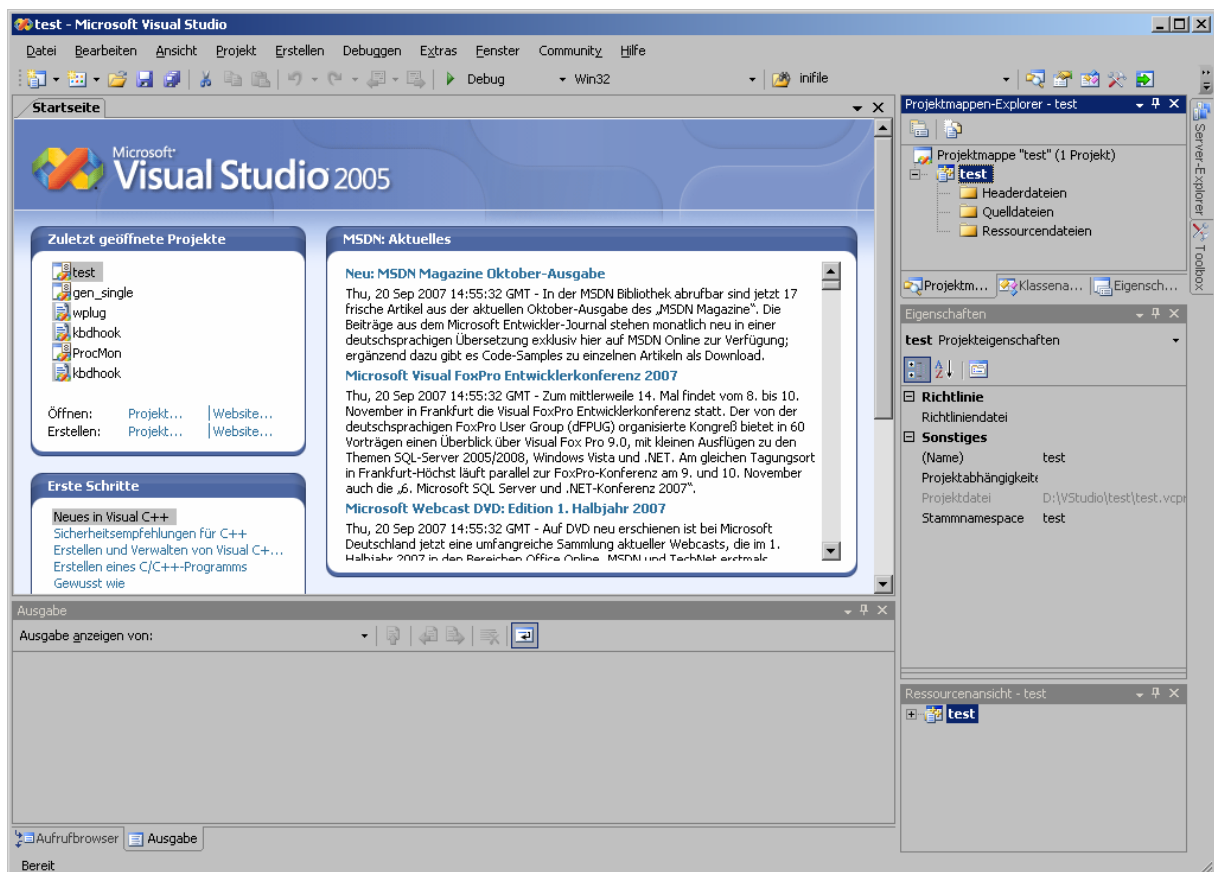 test - Microsoft Visual Studio
Datei Bearbeiten Ansicht Projekt Erstellen Debuggen Extras Fenster Community Hilfe
Debug Win32 inifile
Startseite
Microsoft
Visual Studio 2005
Zuletzt geöffnete Projekte
test
gen_single
wplug
kbdhook
ProcMon
kbdhook
Öffnen: Projekt... Website...
Erstellen: Projekt... Website...
Erste Schritte
Neues in Visual C++
Sicherheitsempfehlungen für C++
Erstellen und Verwalten von Visual C+...
Erstellen eines C/C++-Programms
Gewusst wie
MSDN: Aktuelles
Neu: MSDN Magazine Oktober-Ausgabe
Thu, 20 Sep 2007 14:55:32 GMT - In der MSDN Bibliothek abrufbar sind jetzt 17
frische Artikel aus der aktuellen Oktober-Ausgabe des „MSDN Magazine“. Die
Beiträge aus dem Microsoft Entwickler-Journal stehen monatlich neu in einer
deutschsprachigen Übersetzung exklusiv hier auf MSDN Online zur Verfügung;
ergänzend dazu gibt es Code-Samples zu einzelnen Artikeln als Download.
Microsoft Visual FoxPro Entwicklerkonferenz 2007
Thu, 20 Sep 2007 14:55:32 GMT - Zum mittlerweile 14. Mal findet vom 8. bis 10.
November in Frankfurt die Visual FoxPro Entwicklerkonferenz statt. Der von der
deutschsprachigen FoxPro User Group (dFPUG) organisierte Kongreß bietet in 60
Vorträgen einen Überblick über Visual Fox Pro 9.0, mit kleinen Ausflügen zu den
Themen SQL-Server 2005/2008, Windows Vista und .NET. Am gleichen Tagungsort
in Frankfurt-Höchst läuft parallel zur FoxPro-Konferenz am 9. und 10. November
auch die „6. Microsoft SQL Server und .NET-Konferenz 2007“.
Microsoft Webcast DVD: Edition 1. Halbjahr 2007
Thu, 20 Sep 2007 14:55:32 GMT - Auf DVD neu erschienen ist bei Microsoft
Deutschland jetzt eine umfangreiche Sammlung aktueller Webcasts, die im 1.
Halbjahr 2007 in den Bereichen Office Online, MSDN und TechNet erstmals
Ausgabe
Ausgabe anzeigen von:
Aufrufbrowser Ausgabe
Bereit
Projektmappen-Explorer - test
Projektmappe "test" (1 Projekt)
test
Headerdateien
Quelldateien
Ressourcendateien
Projektm... Klassena... Eigensch...
Eigenschaften
test Projekteigenschaften
Richtlinie
Richtliniendatei
Sonstiges
(Name) test
Projektabhängigkeite
Projektdatei D:\VStudio\test\test.vcpr
Stammnamespace test
Ressourcenansicht - test
test
Server-Explorer
Toolbox